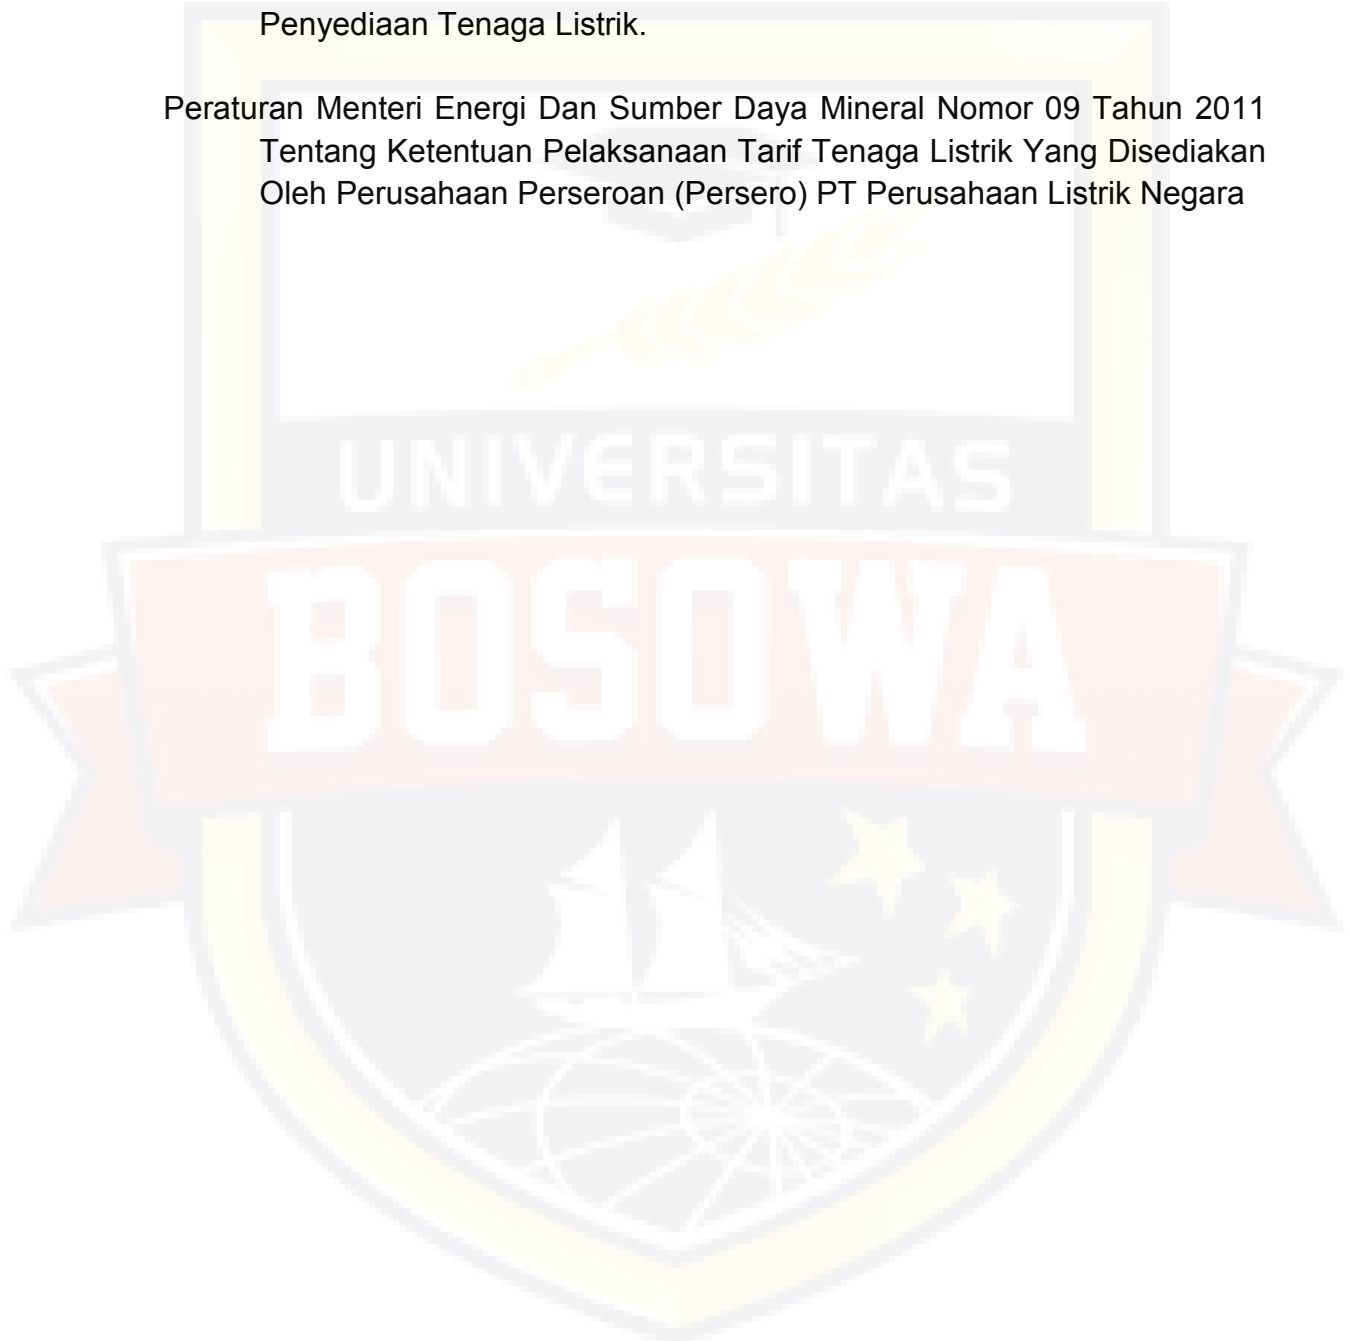 Penyediaan Tenaga Listrik.
Peraturan Menteri Energi Dan Sumber Daya Mineral Nomor 09 Tahun 2011
Tentang Ketentuan Pelaksanaan Tarif Tenaga Listrik Yang Disediakan
Oleh Perusahaan Perseroan (Persero) PT Perusahaan Listrik Negara
UNIVERSITAS
BOSOWA